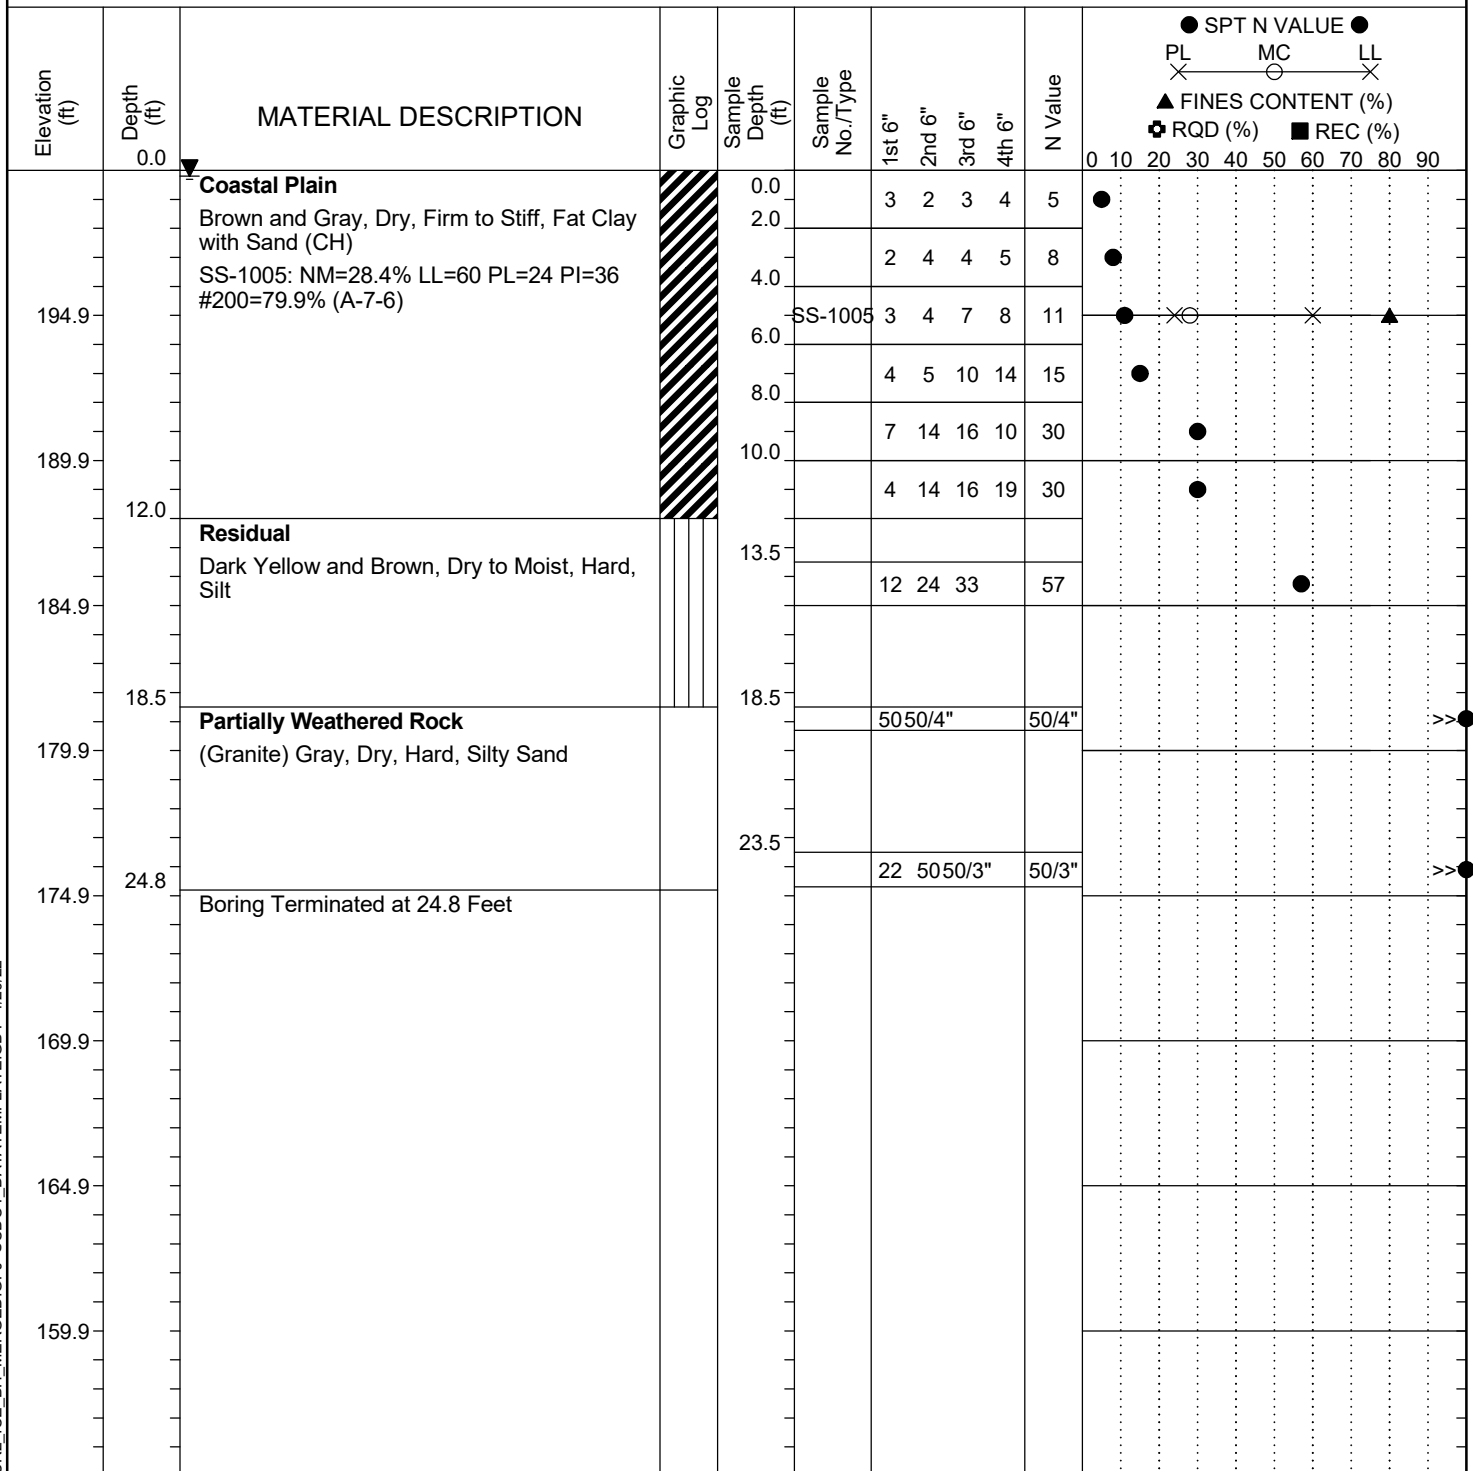 ● SPT N VALUE ●
PL MC LL
▲ FINES CONTENT (%)
RQD (%) ■ REC (%)
Elevation (ft)
Depth (ft)
MATERIAL DESCRIPTION
Graphic Log
Sample Depth (ft)
Sample No./Type
1st 6"
2nd 6"
3rd 6"
4th 6"
N Value
0 10 20 30 40 50 60 70 80 90
0.0
Coastal Plain
0.0
3 2 3 4 5
Brown and Gray, Dry, Firm to Stiff, Fat Clay
2.0
with Sand (CH)
2 4 4 5 8
SS-1005: NM=28.4% LL=60 PL=24 PI=36
4.0
#200=79.9% (A-7-6)
194.9
SS-1005 3 4 7 8 11
6.0
4 5 10 14 15
8.0
7 14 16 10 30
10.0
189.9
4 14 16 19 30
12.0
Residual
13.5
Dark Yellow and Brown, Dry to Moist, Hard,
Silt
12 24 33 57
184.9
18.5
18.5
Partially Weathered Rock
50 50/4" 50/4" >>
(Granite) Gray, Dry, Hard, Silty Sand
179.9
23.5
22 50 50/3" 50/3" >>
24.8
174.9
Boring Terminated at 24.8 Feet
169.9
164.9
159.9